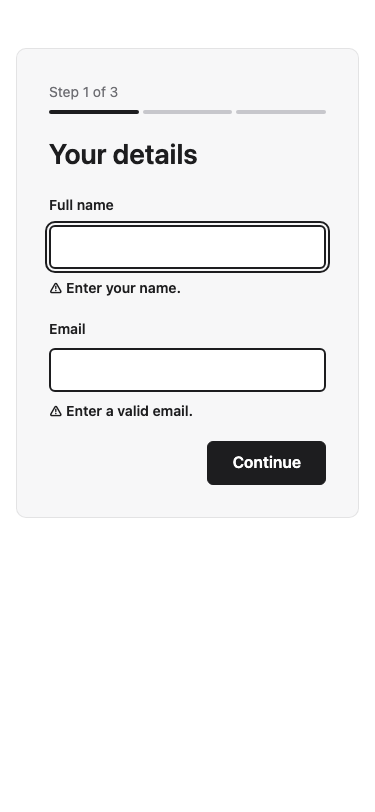 Step 1 of 3
Your details
Full name
Enter your name.
Email
Enter a valid email.
Continue